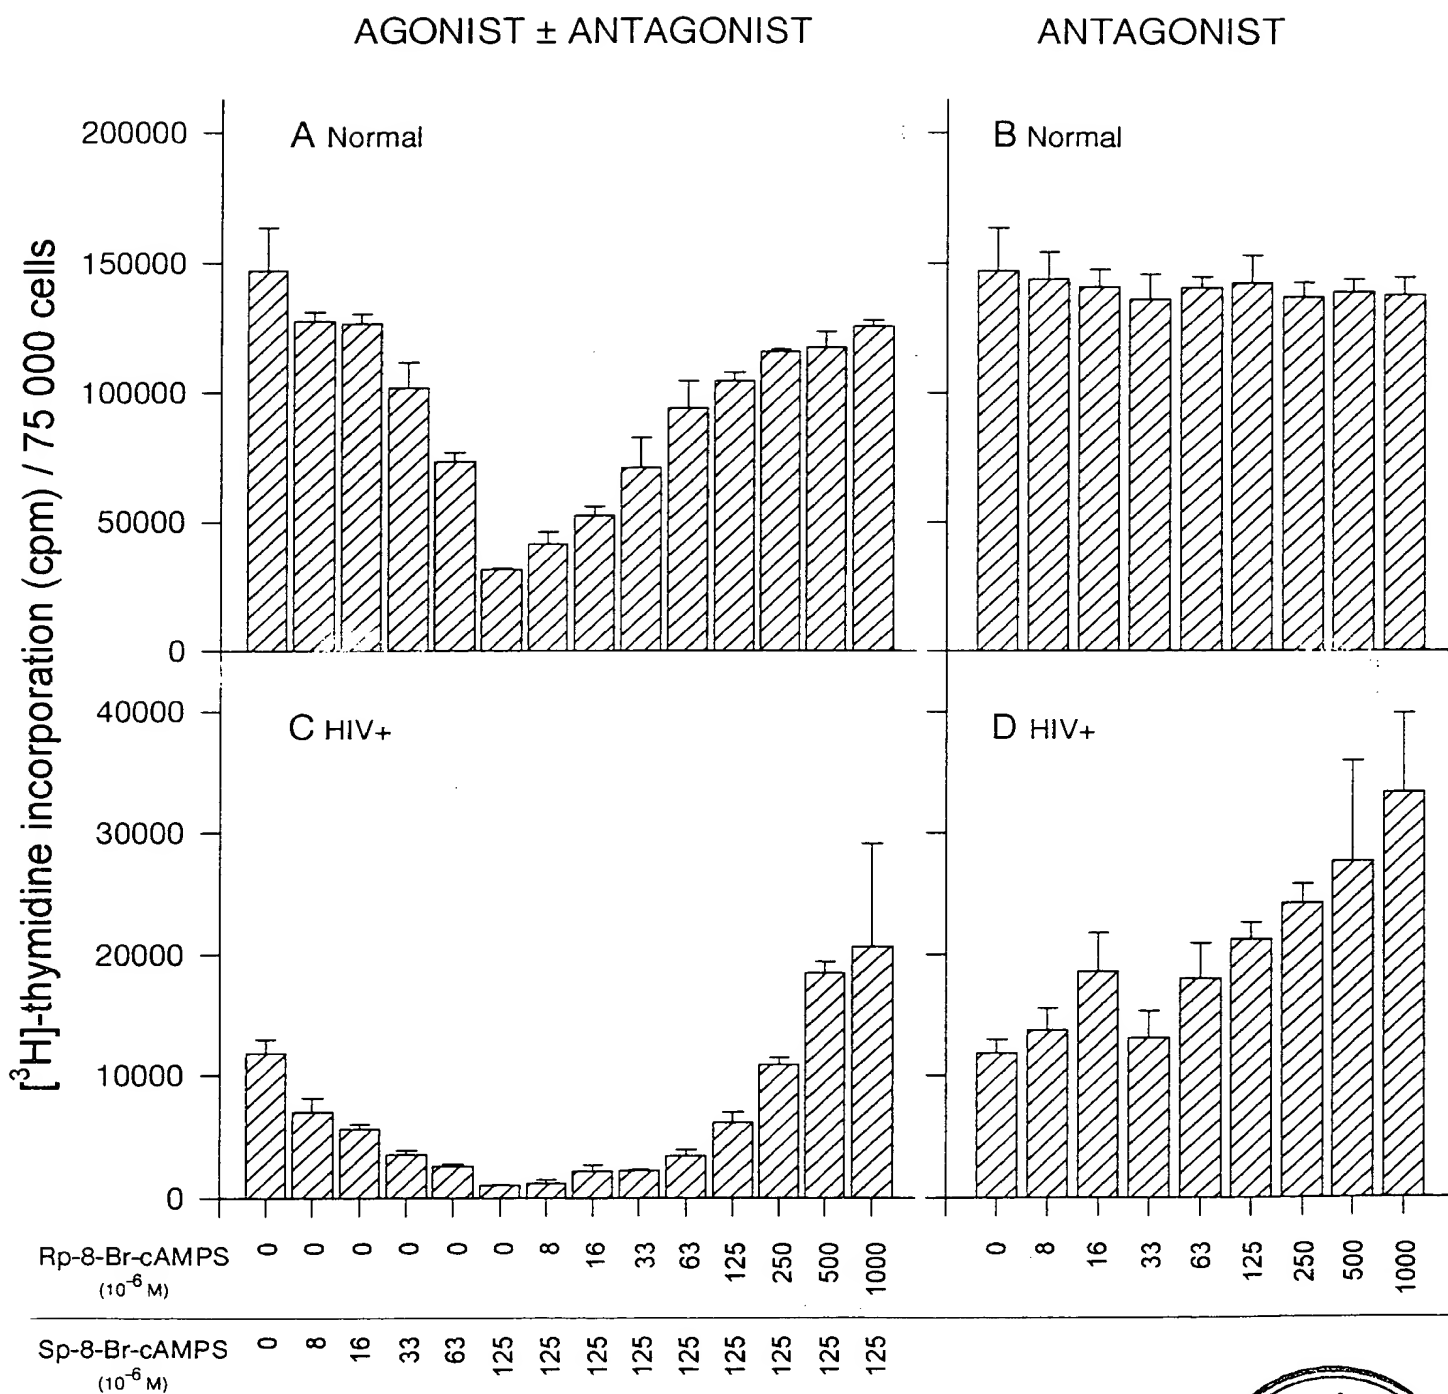 AGONIST ± ANTAGONIST
ANTAGONIST
[³H]-thymidine incorporation (cpm) / 75 000 cells
A Normal
200000
150000
100000
50000
0
B Normal
C HIV+
40000
30000
20000
10000
0
D HIV+
Rp-8-Br-cAMPS 0 0 0 0 0 0 8 16 33 63 125 250 500 1000 0 8 16 33 63 125 250 500 1000
(10⁻⁶ M)
Sp-8-Br-cAMPS 0 8 16 33 63 125 125 125 125 125 125 125 125 125
(10⁻⁶ M)